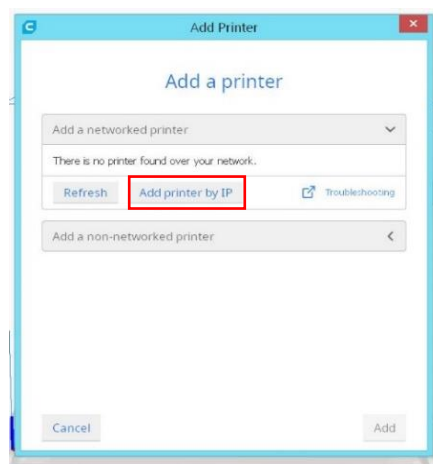 Add Printer
Add a printer
Add a networked printer
There is no printer found over your network.
Refresh Add printer by IP Troubleshooting
Add a non-networked printer
Cancel Add